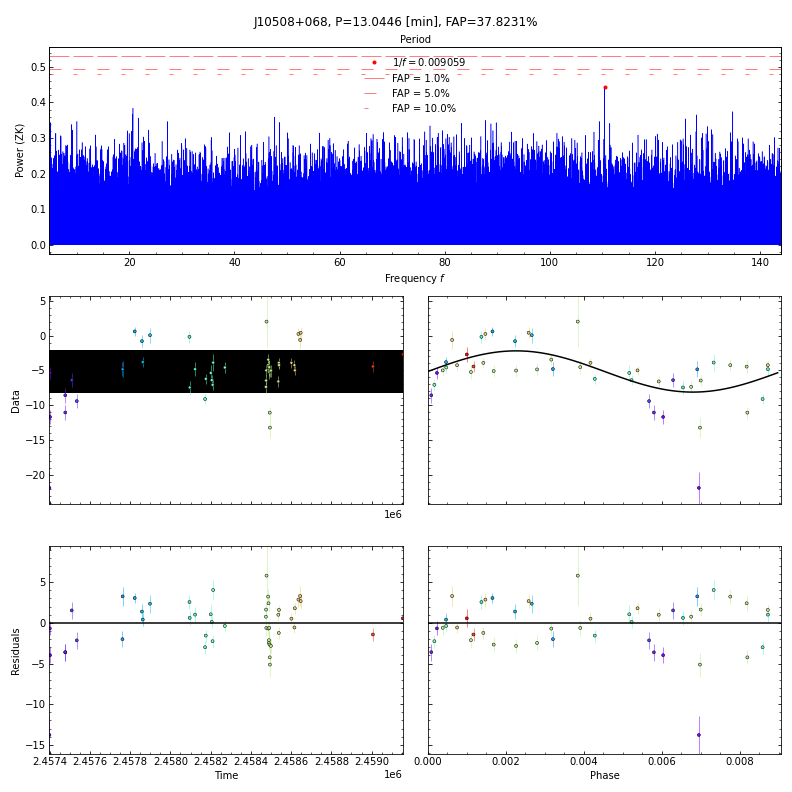 J10508+068, P=13.0446 [min], FAP=37.8231%
Period
1/f = 0.009059
FAP = 1.0%
FAP = 5.0%
FAP = 10.0%
Power (ZK)
0.5
0.4
0.3
0.2
0.1
0.0
20 40 60 80 100 120 140
Frequency f
Data
5
0
−5
−10
−15
−20
1e6
Residuals
5
0
−5
−10
−15
2.4574 2.4576 2.4578 2.4580 2.4582 2.4584 2.4586 2.4588 2.4590
1e6
Time
0.000 0.002 0.004 0.006 0.008
Phase